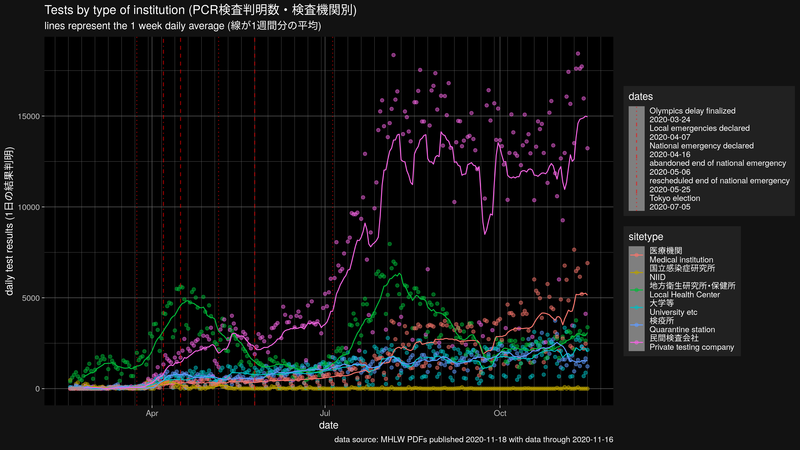 Tests by type of institution (PCR検査判明数・検査機関別)
lines represent the 1 week daily average (線が1週間分の平均)
daily test results (1日の結果判明)
15000
10000
5000
0
Apr
Jul
Oct
date
dates
Olympics delay finalized
2020-03-24
Local emergencies declared
2020-04-07
National emergency declared
2020-04-16
abandoned end of national emergency
2020-05-06
rescheduled end of national emergency
2020-05-25
Tokyo election
2020-07-05
sitetype
医療機関
Medical institution
国立感染症研究所
NIID
地方衛生研究所・保健所
Local Health Center
大学等
University etc
検疫所
Quarantine station
民間検査会社
Private testing company
data source: MHLW PDFs published 2020-11-18 with data through 2020-11-16